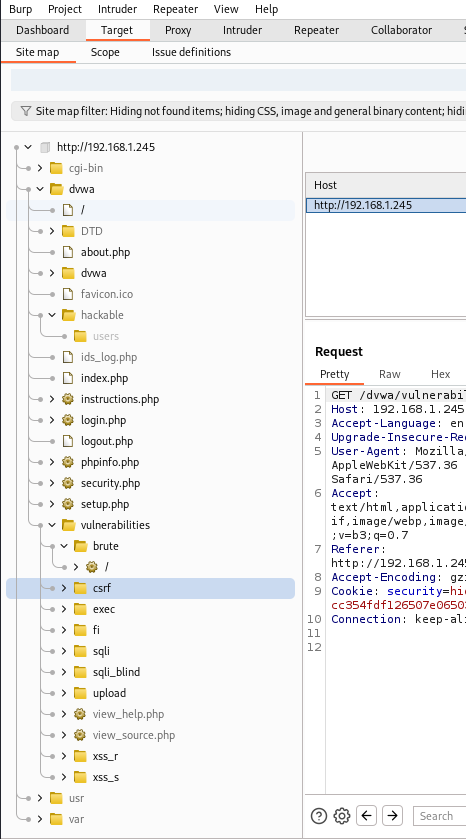 Burp Project Intruder Repeater View Help
Dashboard Target Proxy Intruder Repeater Collaborator
Site map Scope Issue definitions
Site map filter: Hiding not found items; hiding CSS, image and general binary content; hidi
http://192.168.1.245
cgi-bin
dvwa
/
DTD
about.php
dvwa
favicon.ico
hackable
users
ids_log.php
index.php
instructions.php
login.php
logout.php
phpinfo.php
security.php
setup.php
vulnerabilities
brute
/
csrf
exec
fi
sqli
sqli_blind
upload
view_help.php
view_source.php
xss_r
xss_s
usr
var
Host
http://192.168.1.245
Request
Pretty Raw Hex
1 GET /dvwa/vulnerabil
2 Host: 192.168.1.245
3 Accept-Language: en
4 Upgrade-Insecure-Re
5 User-Agent: Mozilla/
AppleWebKit/537.36
Safari/537.36
6 Accept:
text/html,applicatio
if,image/webp,image/
;v=b3;q=0.7
7 Referer:
http://192.168.1.245
8 Accept-Encoding: gz
9 Cookie: security=hi
cc354fdf126507e0650
10 Connection: keep-al
11
12
Search